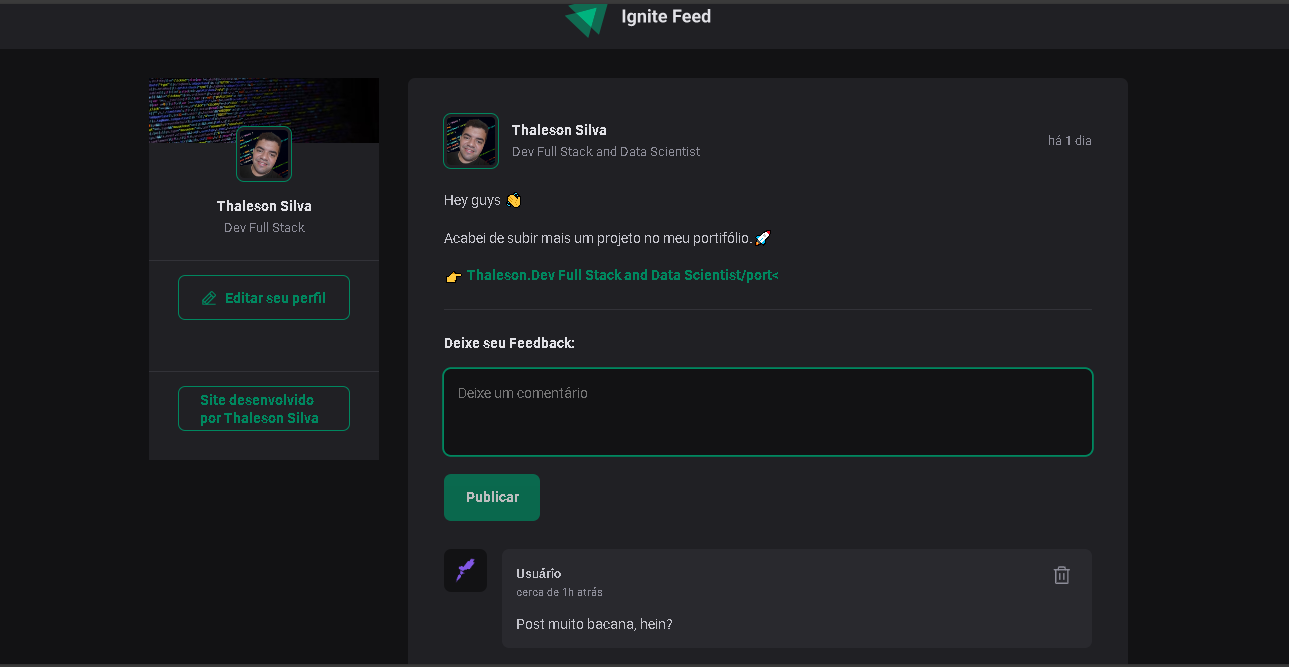 Ignite Feed
Thaleson Silva
Dev Full Stack
Editar seu perfil
Site desenvolvido
por Thaleson Silva
Thaleson Silva
Dev Full Stack and Data Scientist
há 1 dia
Hey guys 👋
Acabei de subir mais um projeto no meu portifólio. 🚀
👉 Thaleson.Dev Full Stack and Data Scientist/port<
Deixe seu Feedback:
Deixe um comentário
Publicar
Usuário
cerca de 1h atrás
Post muito bacana, hein?